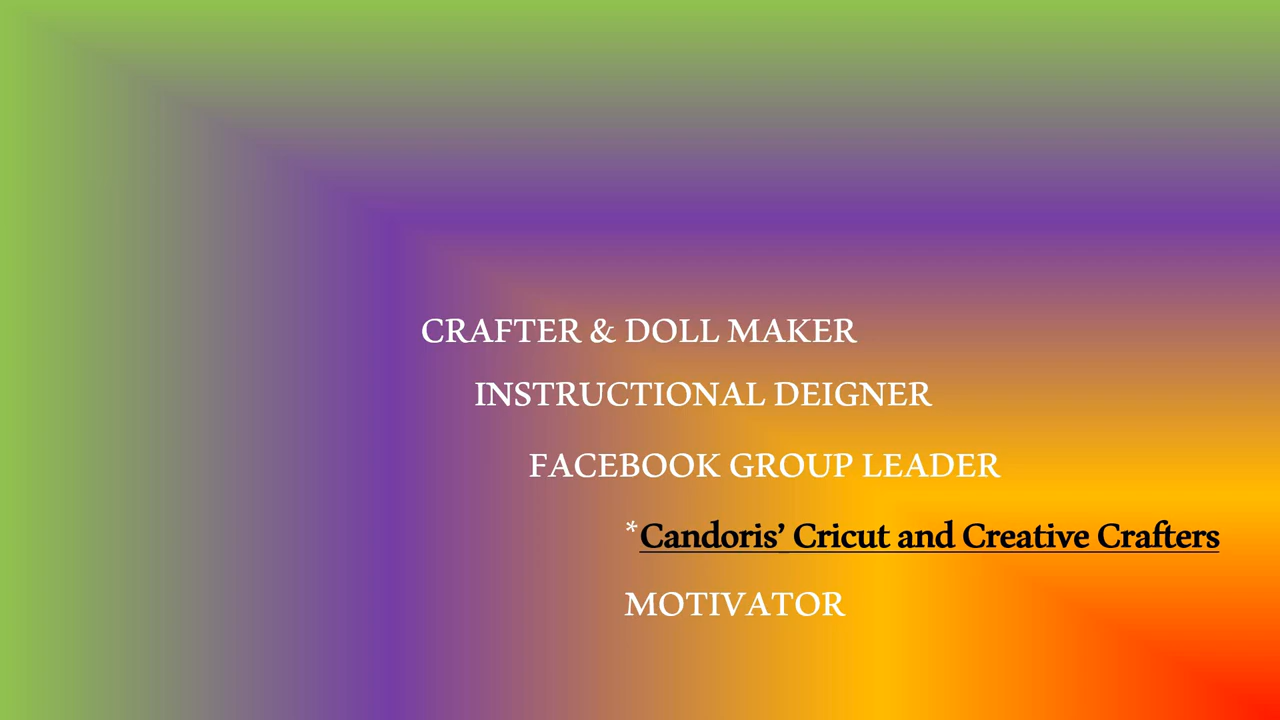 CRAFTER & DOLL MAKER
INSTRUCTIONAL DEIGNER
FACEBOOK GROUP LEADER
*Candoris’ Cricut and Creative Crafters
MOTIVATOR